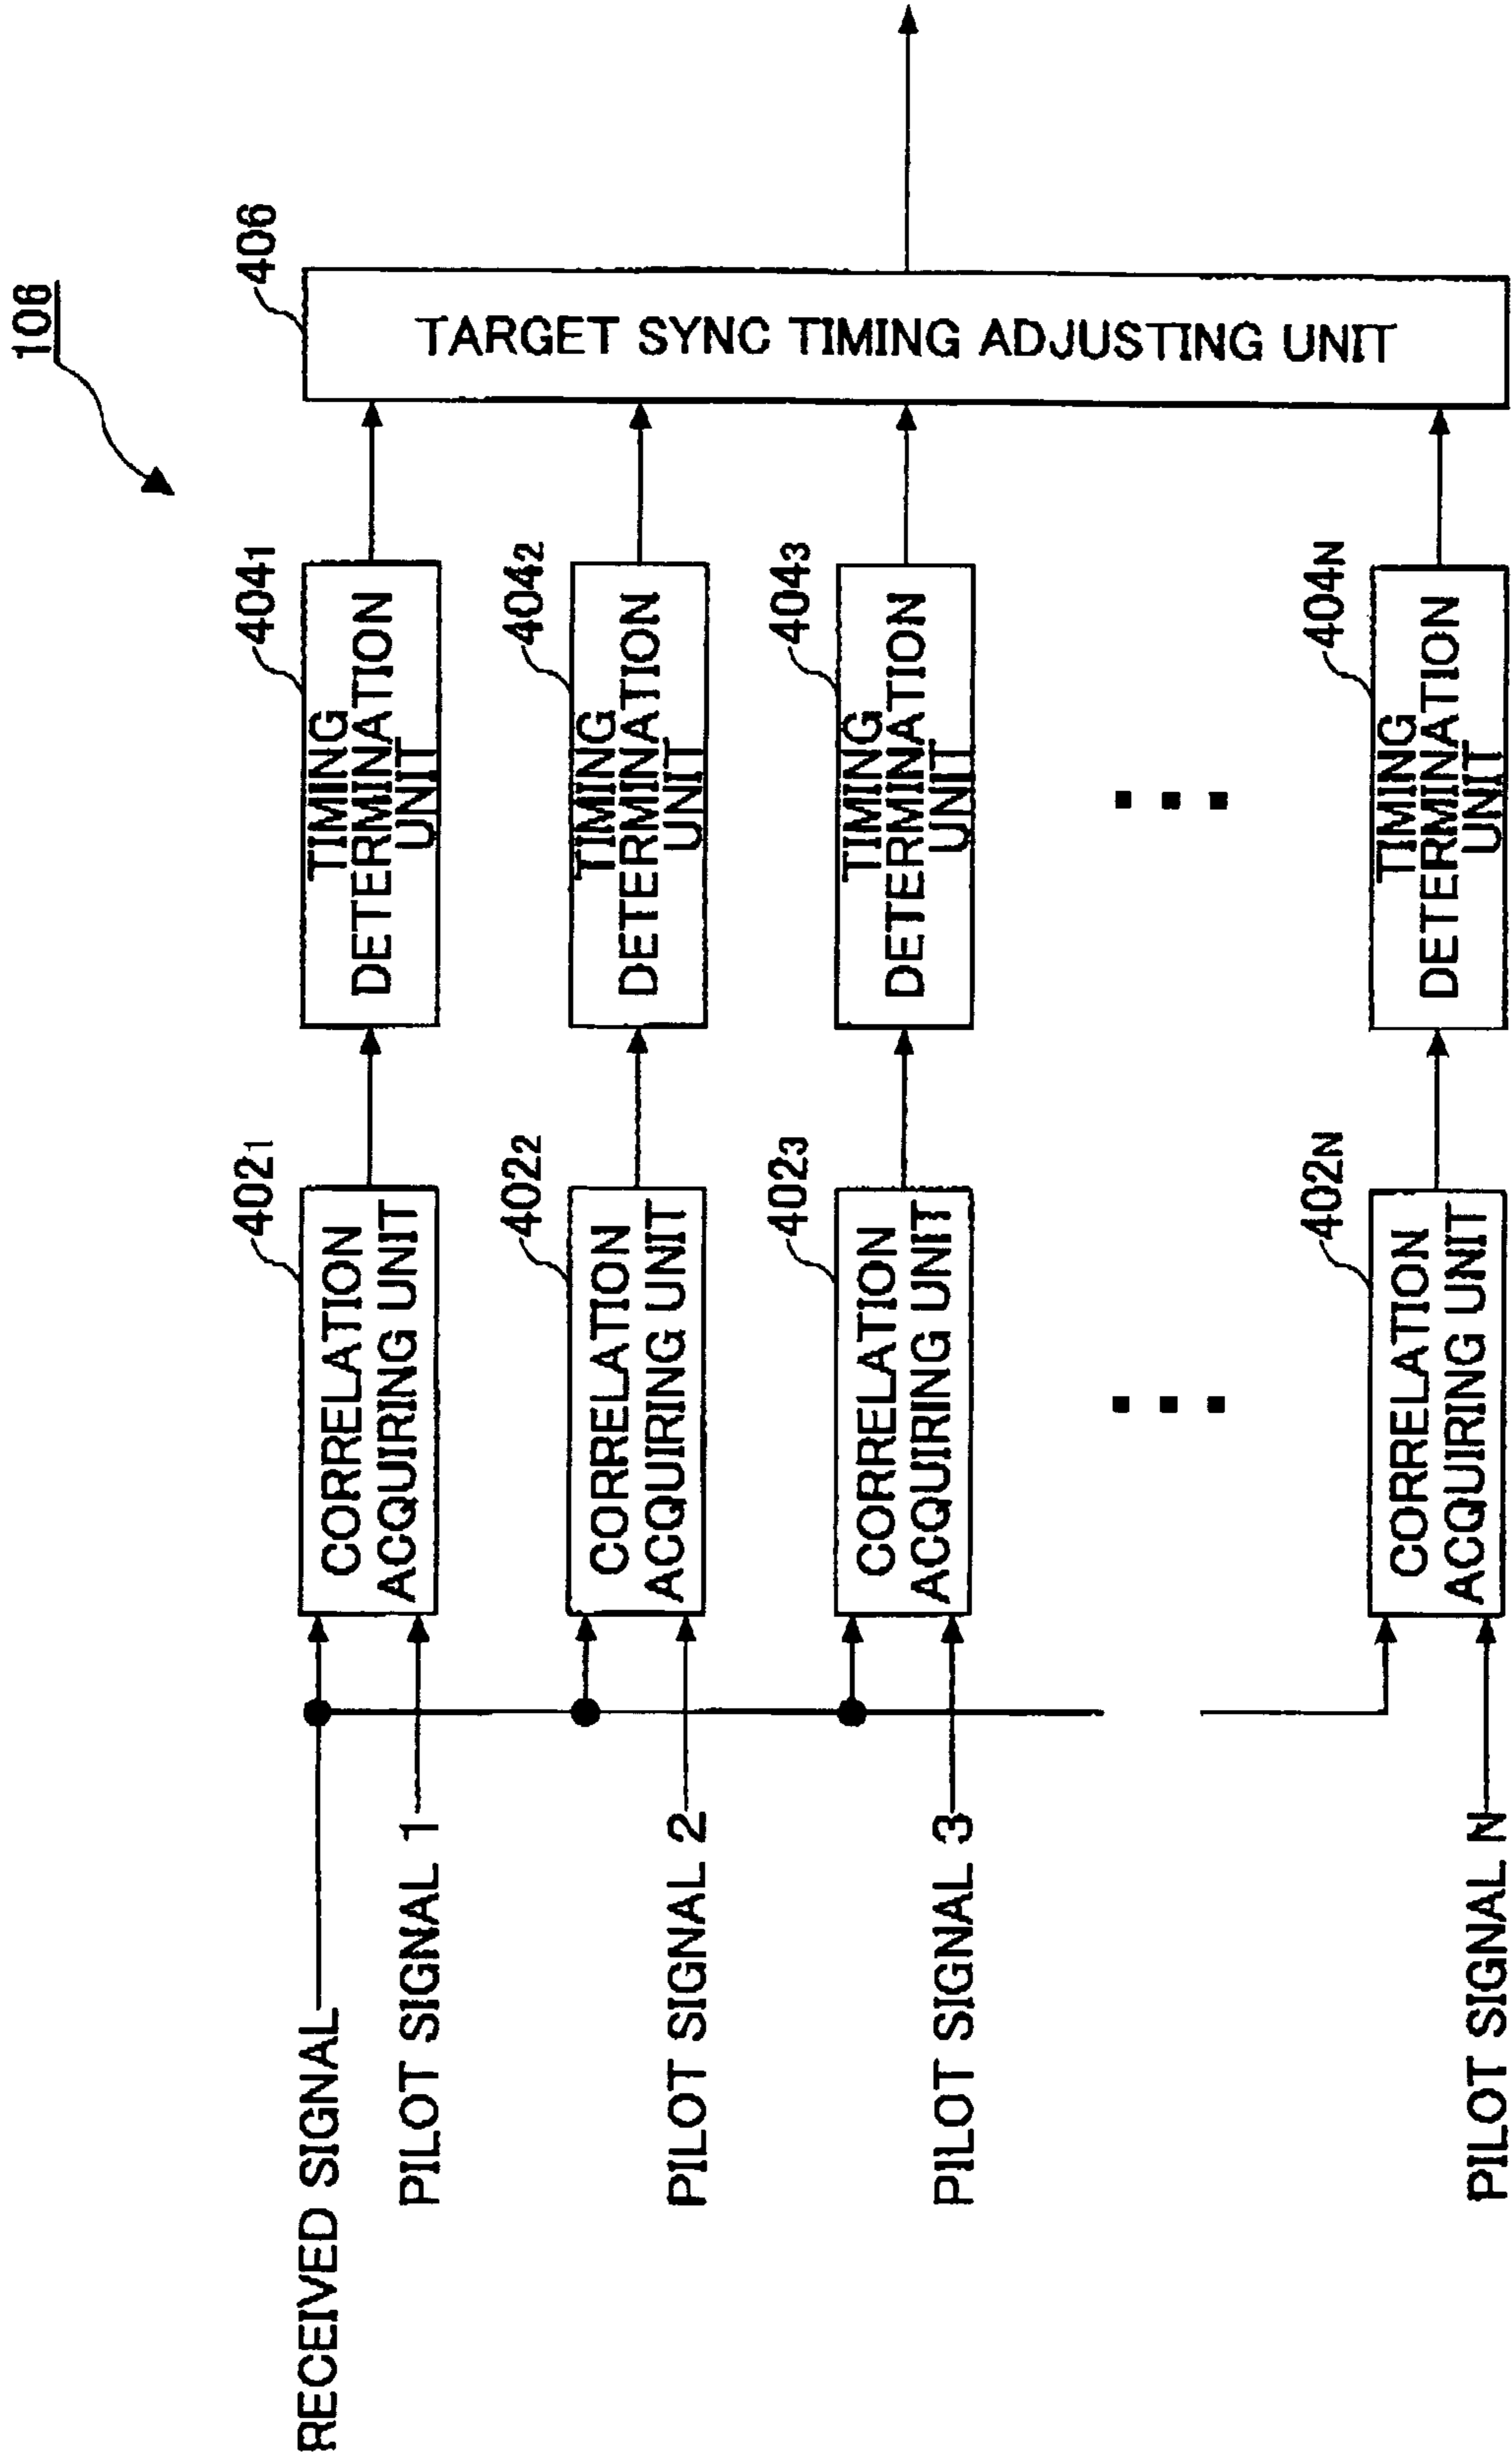 106
RECEIVED SIGNAL
PILOT SIGNAL 1
402₁
CORRELATION
ACQUIRING UNIT
404₁
TIMING
DETERMINATION
UNIT
406
TARGET SYNC TIMING ADJUSTING UNIT
PILOT SIGNAL 2
402₂
CORRELATION
ACQUIRING UNIT
404₂
TIMING
DETERMINATION
UNIT
PILOT SIGNAL 3
402₃
CORRELATION
ACQUIRING UNIT
404₃
TIMING
DETERMINATION
UNIT
PILOT SIGNAL N
402N
CORRELATION
ACQUIRING UNIT
404N
TIMING
DETERMINATION
UNIT